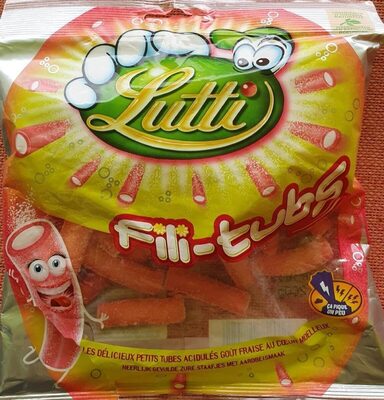 Lutti
Fili-tubs
ÇA PIQUE
UN PEU
LES DÉLICIEUX PETITS TUBES ACIDULÉS GOÛT FRAISE AU CŒUR MOELLEUX
HEERLIJK GEVULDE ZURE STAAFJES MET AARDBEISMAAK